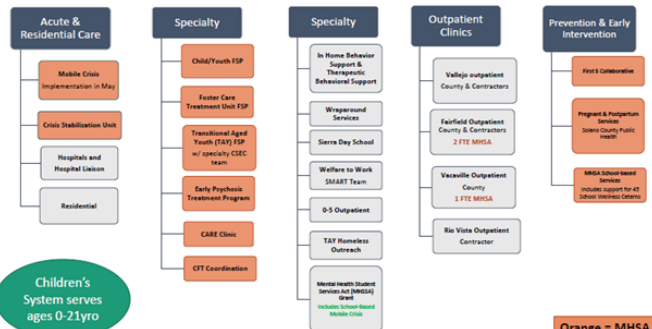 Acute &
Residential Care
Mobile Crisis
Implementation in May
Crisis Stabilization Unit
Hospitals and
Hospital Liaison
Residential
Children's
System serves
ages 0-21yro
Specialty
Child/Youth FSP
Foster Care
Treatment Unit FSP
Transitional Aged
Youth (TAY) FSP
w/ specialty CSEC
team
Early Psychosis
Treatment Program
CARE Clinic
CFT Coordination
Specialty
In Home Behavior
Support &
Therapeutic
Behavioral Support
Wraparound
Services
Sierra Day School
Welfare to Work
SMART Team
0-5 Outpatient
TAY Homeless
Outreach
Mental Health Student
Services Act (MHSSA)
Grant
Includes School-Based
Mobile Crisis
Outpatient
Clinics
Vallejo outpatient
County & Contractors
Fairfield Outpatient
County & Contractors
2 FTE MHSA
Vacaville Outpatient
County
1 FTE MHSA
Rio Vista Outpatient
Contractor
Prevention & Early
Intervention
First 5 Collaborative
Pregnant & Postpartum
Services
Solano County Public
Health
MHSA School-based
Services
Includes support for 45
School Wellness Centers
Orange = MHSA